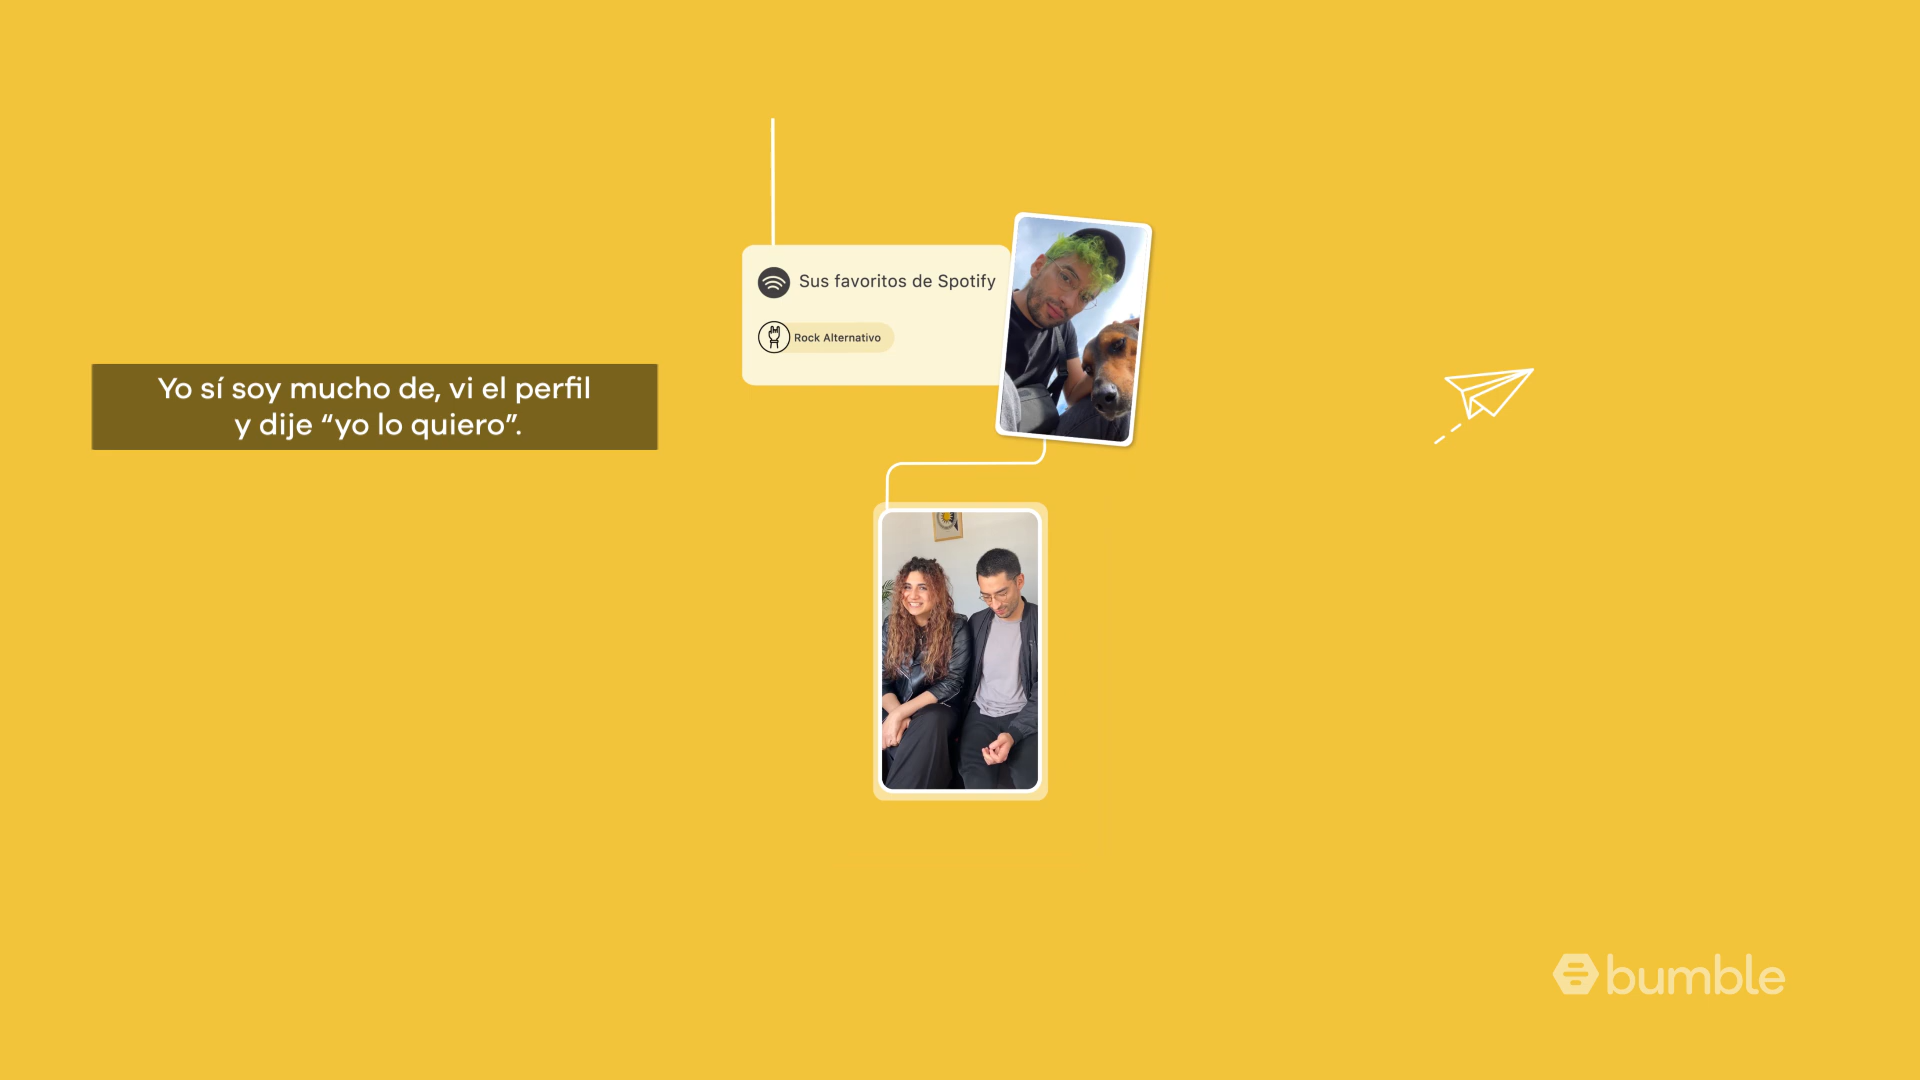 Sus favoritos de Spotify
Rock Alternativo
Yo sí soy mucho de, vi el perfil
y dije “yo lo quiero”.
bumble